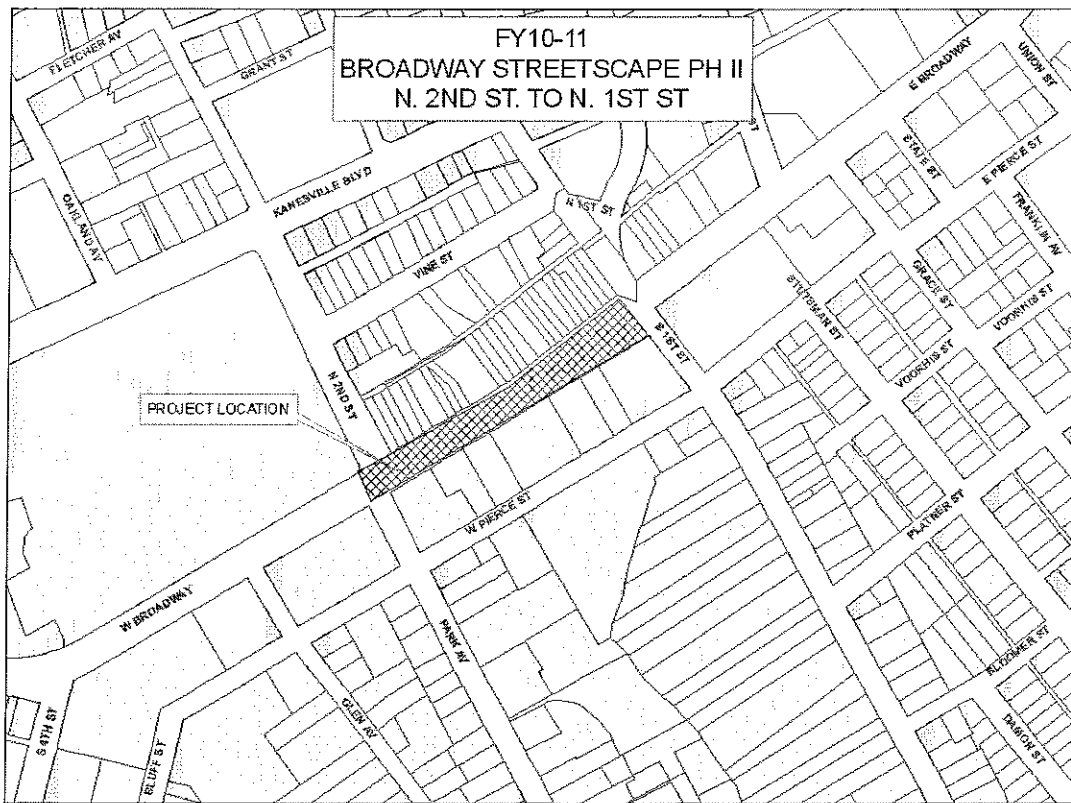 FY10-11
BROADWAY STREETSCAPE PH II
N. 2ND ST. TO N. 1ST ST
FLETCHER AV
GRANT ST
E BROADWAY
UNION ST
STATE ST
E PIERCE ST
FRANKLIN AV
OAKLAND AV
KANESVILLE BLVD
N 1ST ST
ST
VINE ST
GRACE ST
STUTSMAN ST
VOORHIS ST
VOORHIS ST
S 1ST ST
N 2ND ST
PROJECT LOCATION
W PIERCE ST
PLATNER ST
W BROADWAY
PARK AV
BLOOMER ST
GLEN AV
DAMON ST
S 4TH ST
BLUFF ST